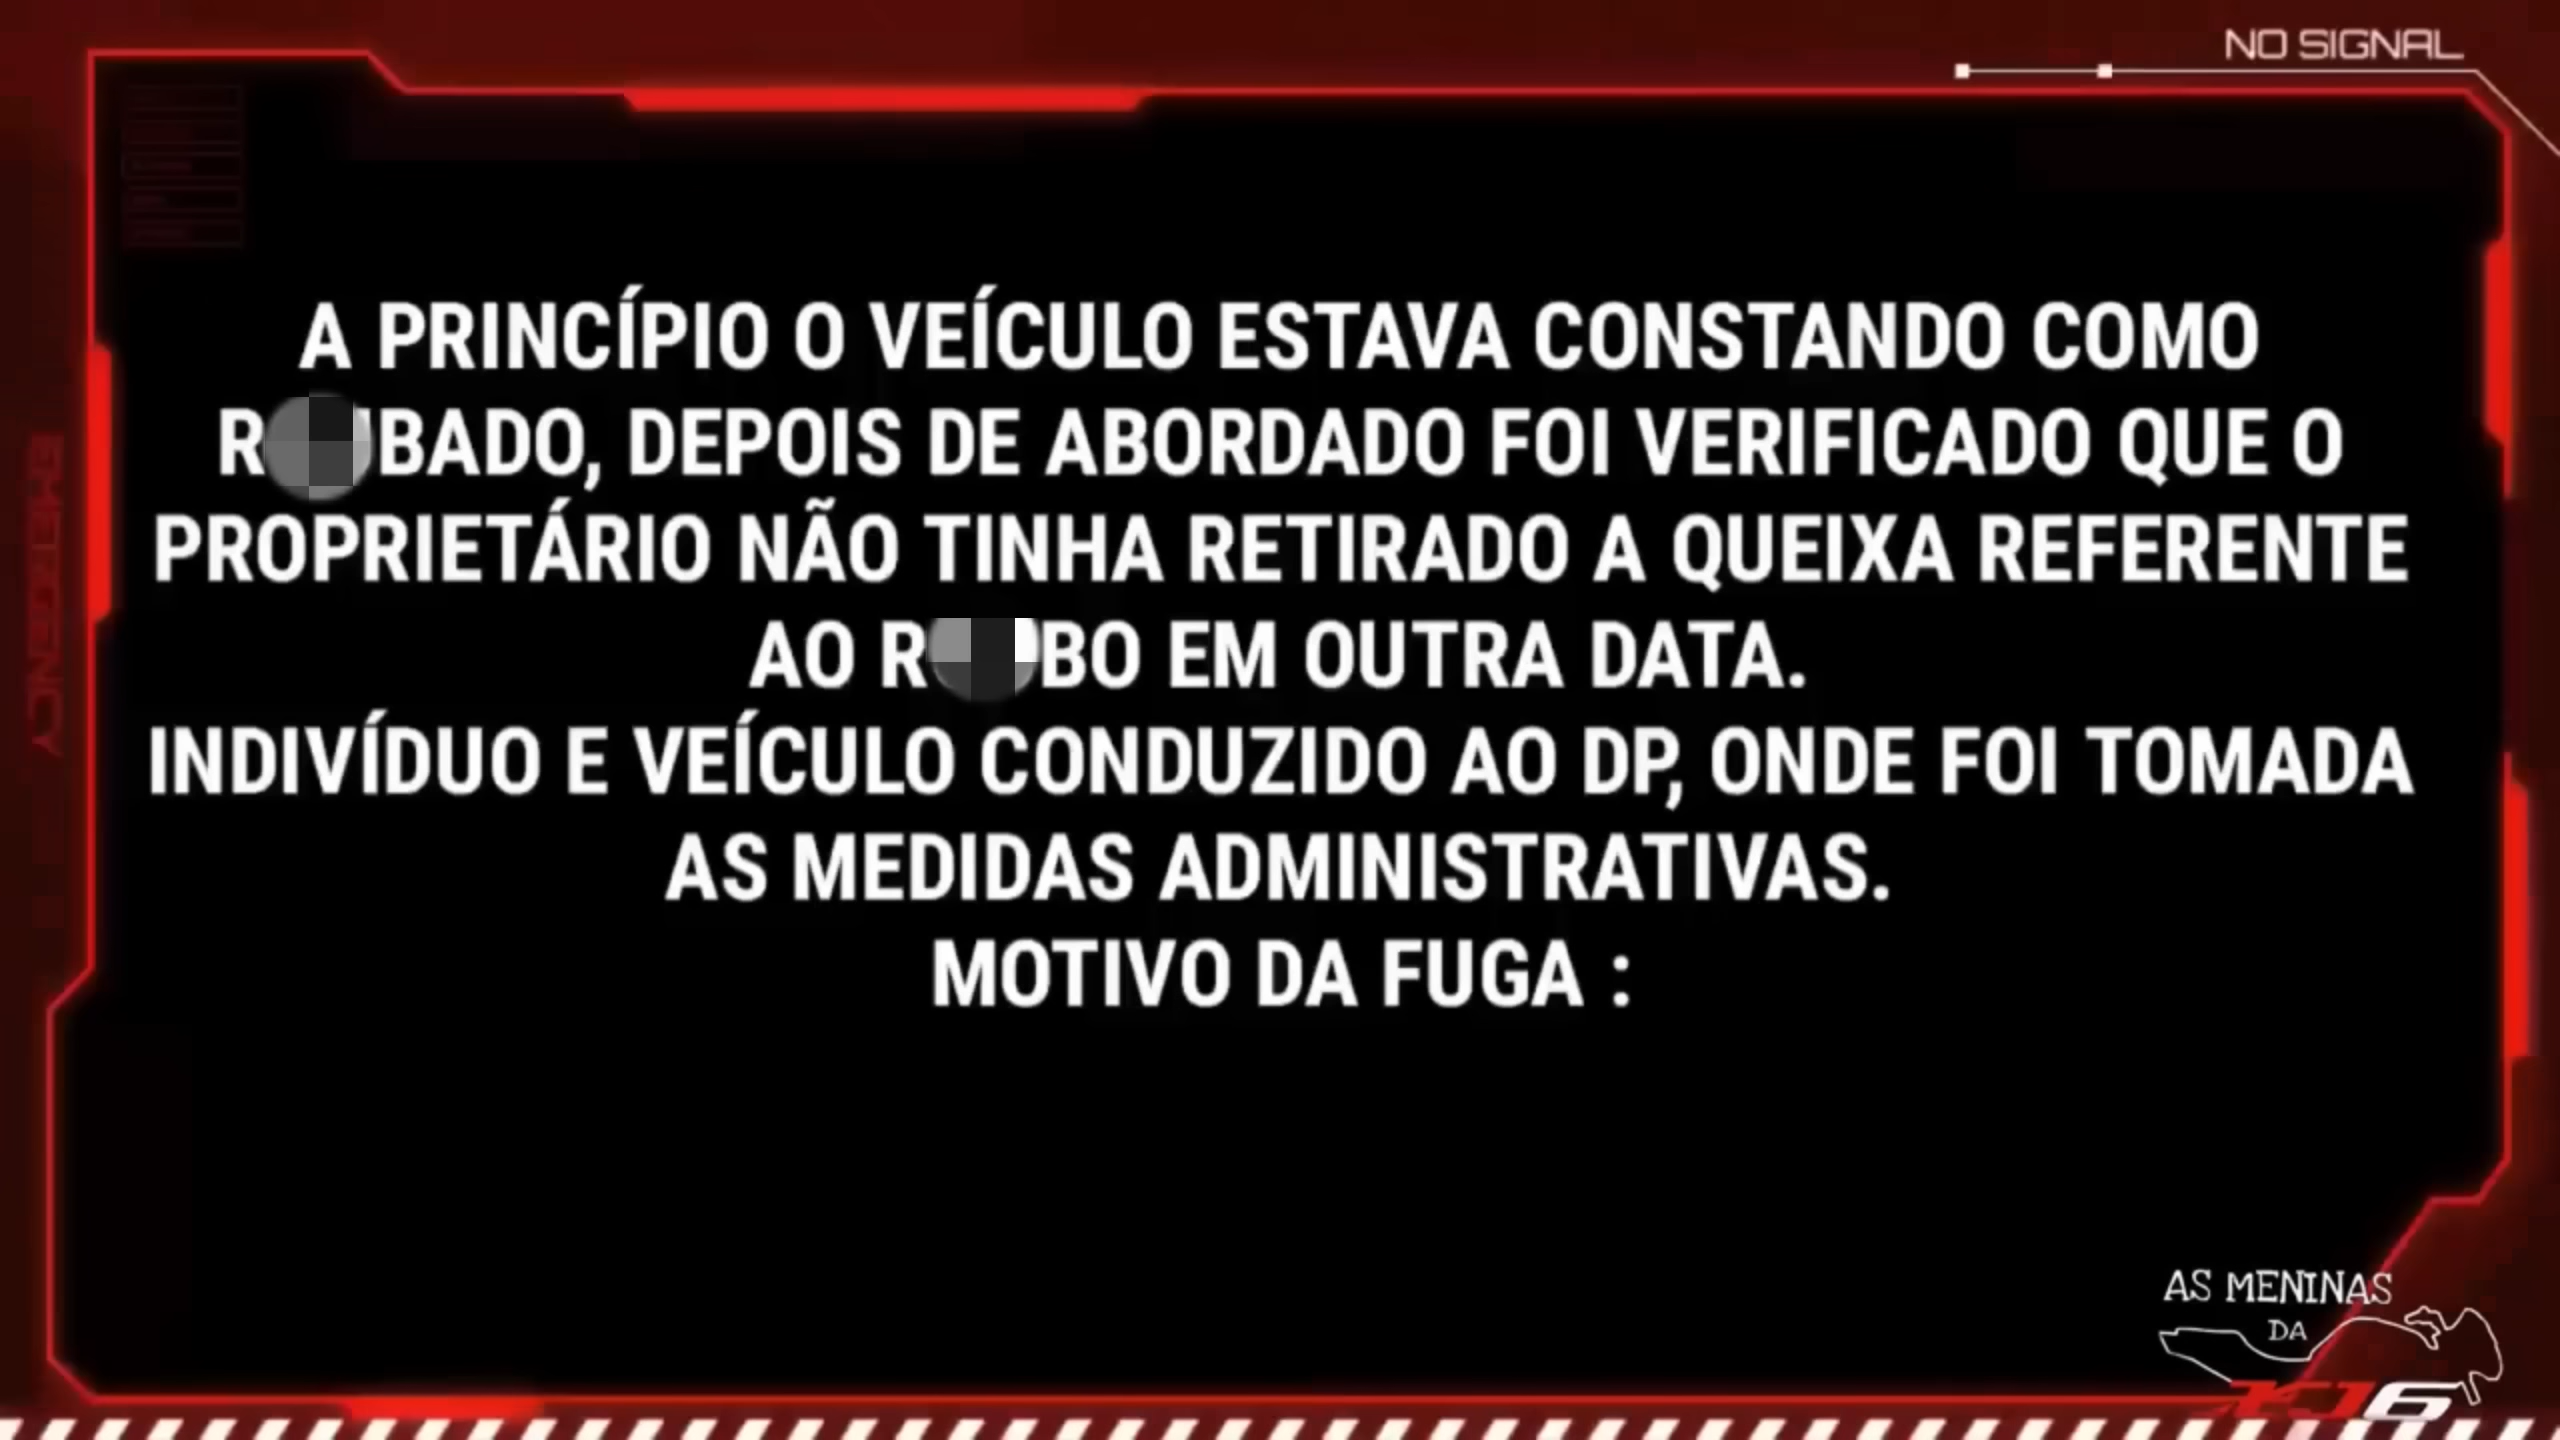 NO SIGNAL
A PRINCÍPIO O VEÍCULO ESTAVA CONSTANDO COMO
DEPOIS DE ABORDADO FOI VERIFICADO QUE O
PROPRIETÁRIO NÃO TINHA RETIRADO A QUEIXA REFERENTE
AO EM OUTRA DATA.
INDIVÍDUO E VEÍCULO CONDUZIDO AO DP, ONDE FOI TOMADA
AS MEDIDAS ADMINISTRATIVAS.
MOTIVO DA FUGA :
EMERGENCY
AS MENINAS
DA
XJ6